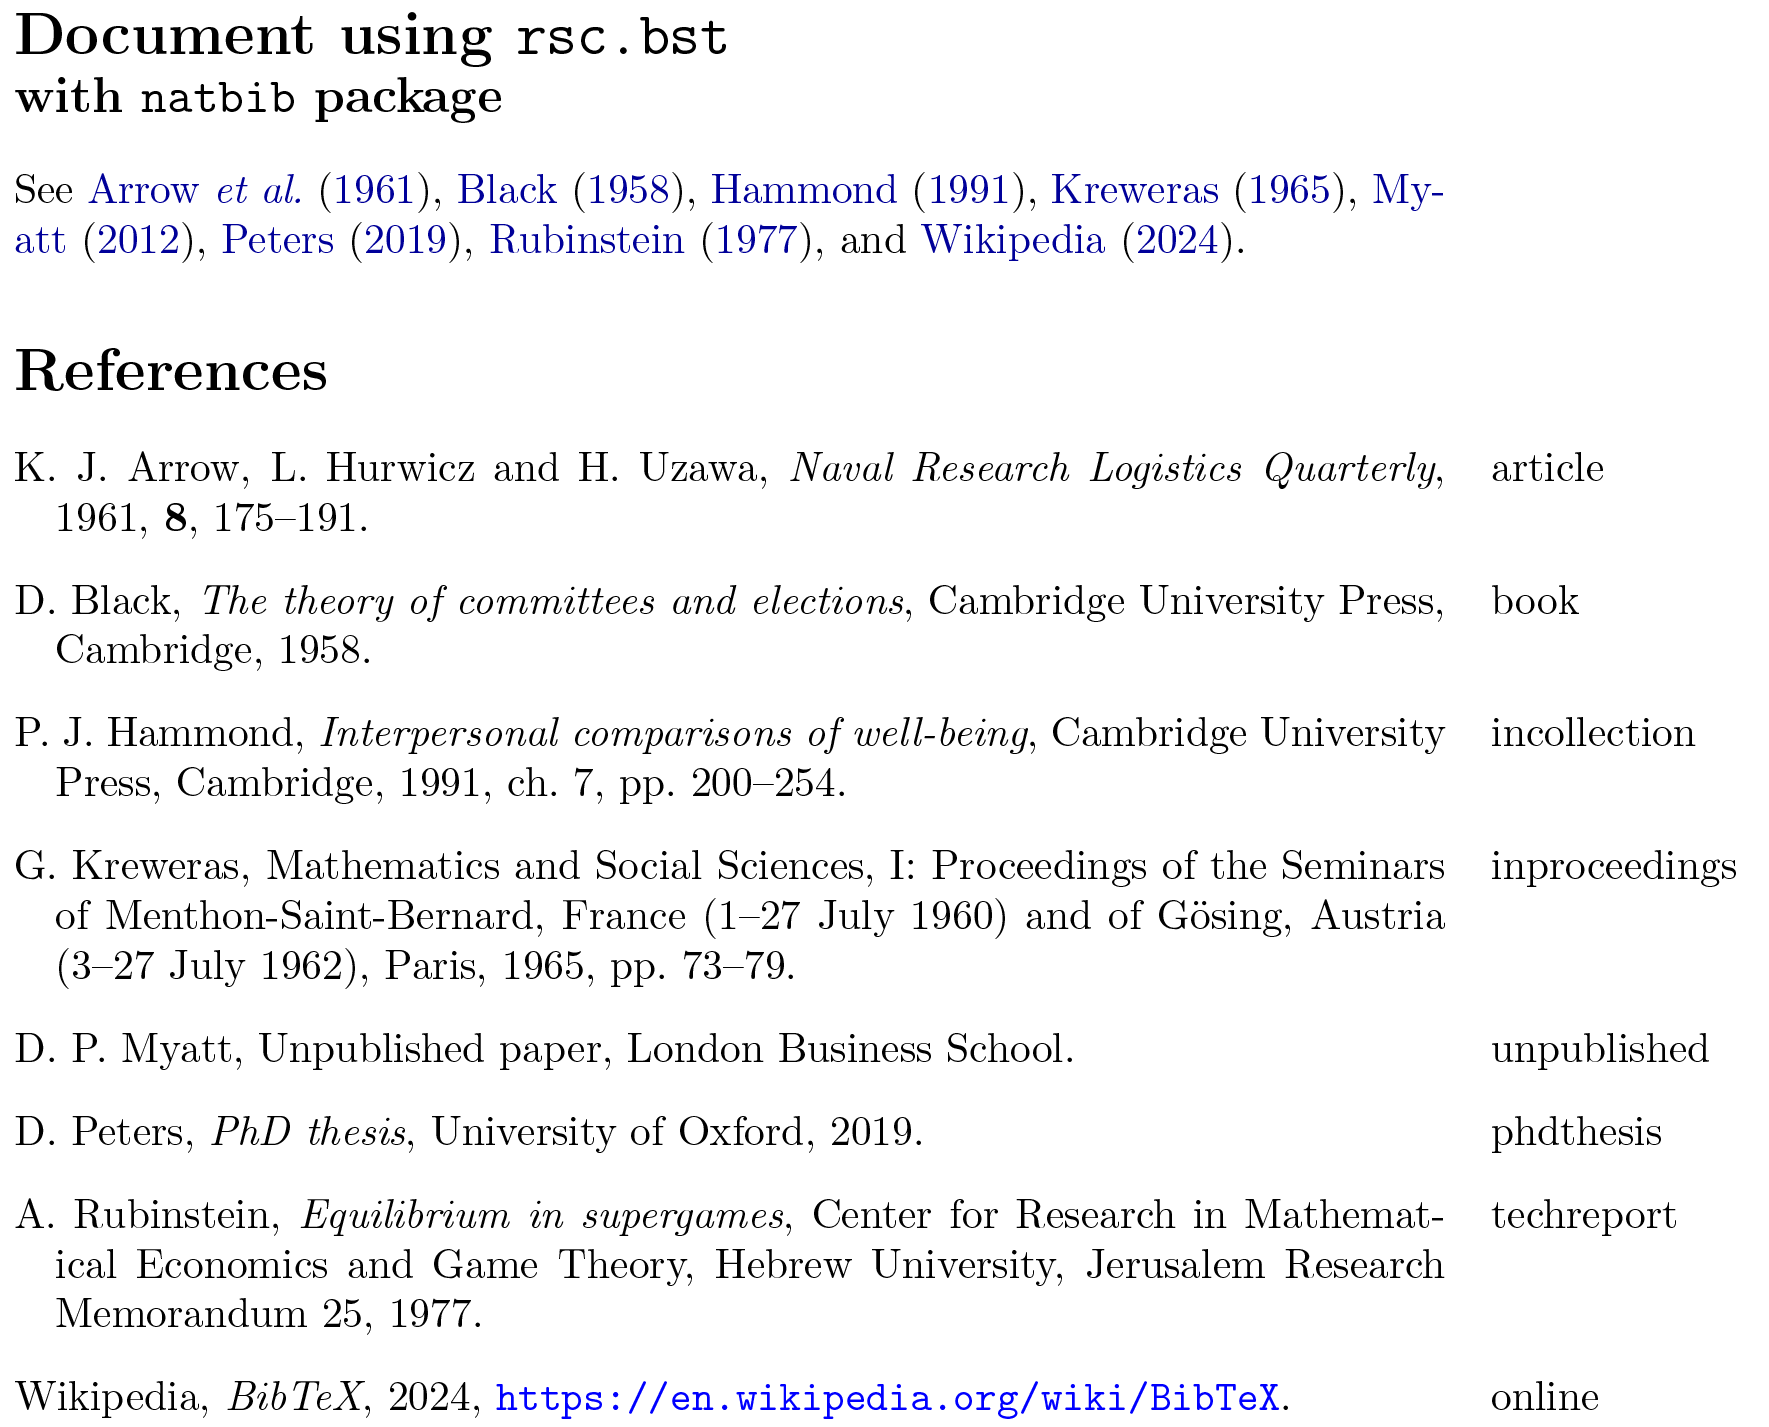 Document using rsc.bst
with natbib package
See Arrow et al. (1961), Black (1958), Hammond (1991), Kreweras (1965), My-
att (2012), Peters (2019), Rubinstein (1977), and Wikipedia (2024).
References
K. J. Arrow, L. Hurwicz and H. Uzawa, Naval Research Logistics Quarterly, article
1961, 8, 175–191.
D. Black, The theory of committees and elections, Cambridge University Press, book
Cambridge, 1958.
P. J. Hammond, Interpersonal comparisons of well-being, Cambridge University incollection
Press, Cambridge, 1991, ch. 7, pp. 200–254.
G. Kreweras, Mathematics and Social Sciences, I: Proceedings of the Seminars inproceedings
of Menthon-Saint-Bernard, France (1–27 July 1960) and of Gösing, Austria
(3–27 July 1962), Paris, 1965, pp. 73–79.
D. P. Myatt, Unpublished paper, London Business School. unpublished
D. Peters, PhD thesis, University of Oxford, 2019. phdthesis
A. Rubinstein, Equilibrium in supergames, Center for Research in Mathemat- techreport
ical Economics and Game Theory, Hebrew University, Jerusalem Research
Memorandum 25, 1977.
Wikipedia, BibTeX, 2024, https://en.wikipedia.org/wiki/BibTeX. online